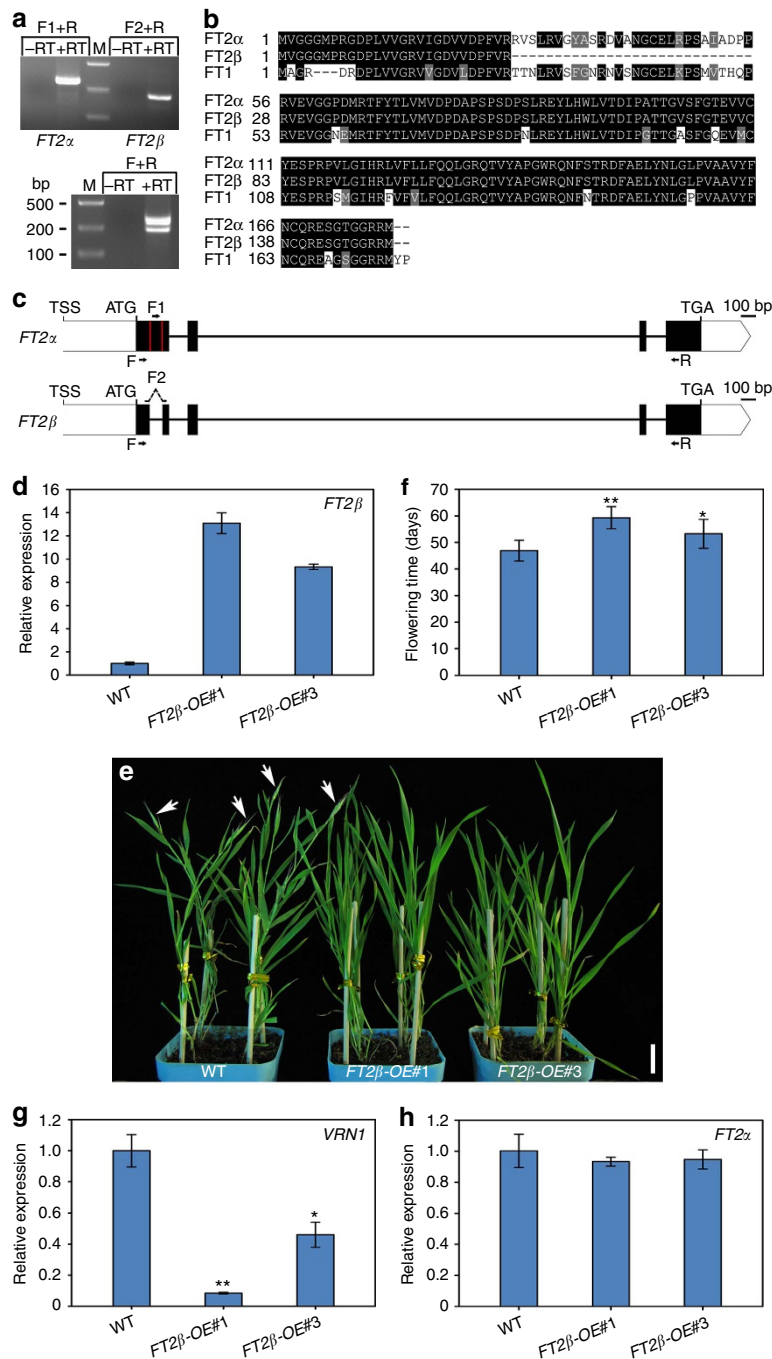 a
F1+R F2+R
–RT +RT M –RT +RT
FT2α FT2β
F+R
bp M –RT +RT
500
200
100
b
FT2α 1 MVGGGMPRGDPLVVGRVIGDVVDPFVRRVSLRVGYASRDVANGCELRPSAIADPP
FT2β 1 MVGGGMPRGDPLVVGRVIGDVVDPFVR----------------------------
FT1 1 MAGR---DRDPLVVGRVVGDVLDPFVRTTNLRVSFGNRNVSNGCELKPSMVTHQP
FT2α 56 RVEVGGPDMRTFYTLVMVDPDAPSPSDPSLREYLHWLVTDIPATTGVSFGTEVVC
FT2β 28 RVEVGGPDMRTFYTLVMVDPDAPSPSDPSLREYLHWLVTDIPATTGVSFGTEVVC
FT1 53 RVEVGGNEMRTFYTLVMVDPDAPSPSDPNLREYLHWLVTDIPGTTGASFGQEVMC
FT2α 111 YESPRPVLGIHRLVFLLFQQLGRQTVYAPGWRQNFSTRDFAELYNLGLPVAAVYF
FT2β 83 YESPRPVLGIHRLVFLLFQQLGRQTVYAPGWRQNFSTRDFAELYNLGLPVAAVYF
FT1 108 YESPRPSMGIHRFVFVLFQQLGRQTVYAPGWRQNFNTRDFAELYNLGPPVAAVYF
FT2α 166 NCQRESGTGGRRM--
FT2β 138 NCQRESGTGGRRM--
FT1 163 NCQREAGSGGRRMYP
c
TSS ATG F1 TGA 100 bp
FT2α
F R
F2
TSS ATG TGA 100 bp
FT2β
F R
d
16
14
12
10
8
6
4
2
0
Relative expression
FT2β
WT FT2β-OE#1 FT2β-OE#3
f
70
60
50
40
30
20
10
0
Flowering time (days)
** *
WT FT2β-OE#1 FT2β-OE#3
e
WT FT2β-OE#1 FT2β-OE#3
g
1.2
1.0
0.8
0.6
0.4
0.2
0
Relative expression
VRN1
** *
WT FT2β-OE#1 FT2β-OE#3
h
1.2
1.0
0.8
0.6
0.4
0.2
0
Relative expression
FT2α
WT FT2β-OE#1 FT2β-OE#3